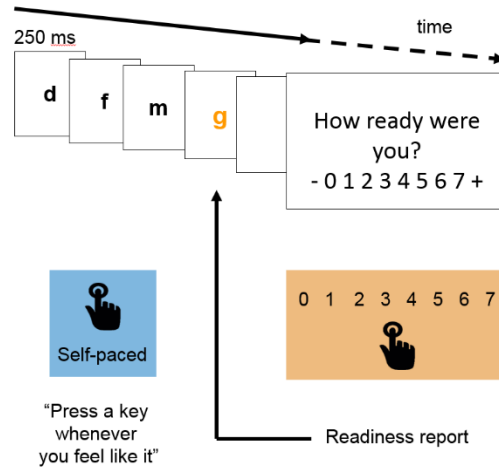 time
250 ms
d
f
m
g
How ready were
you?
- 0 1 2 3 4 5 6 7 +
0 1 2 3 4 5 6 7
Self-paced
“Press a key
whenever
you feel like it”
Readiness report